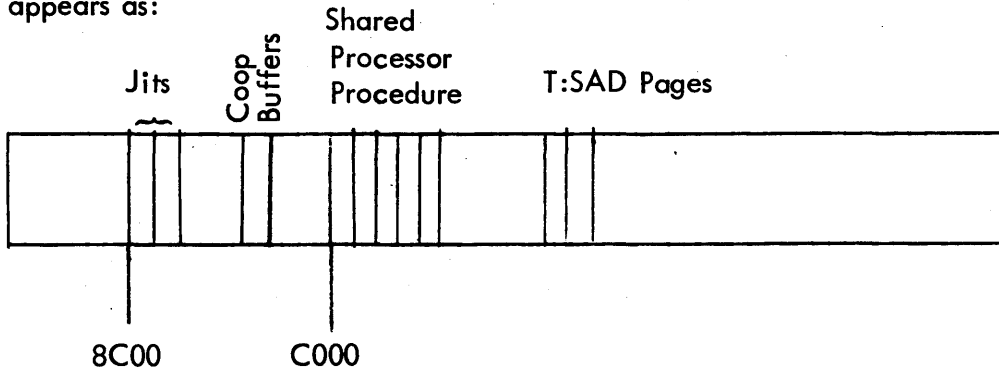 appears as:
Shared
Processor
Procedure
Jits
Coop
Buffers
T:SAD Pages
8C00
C000